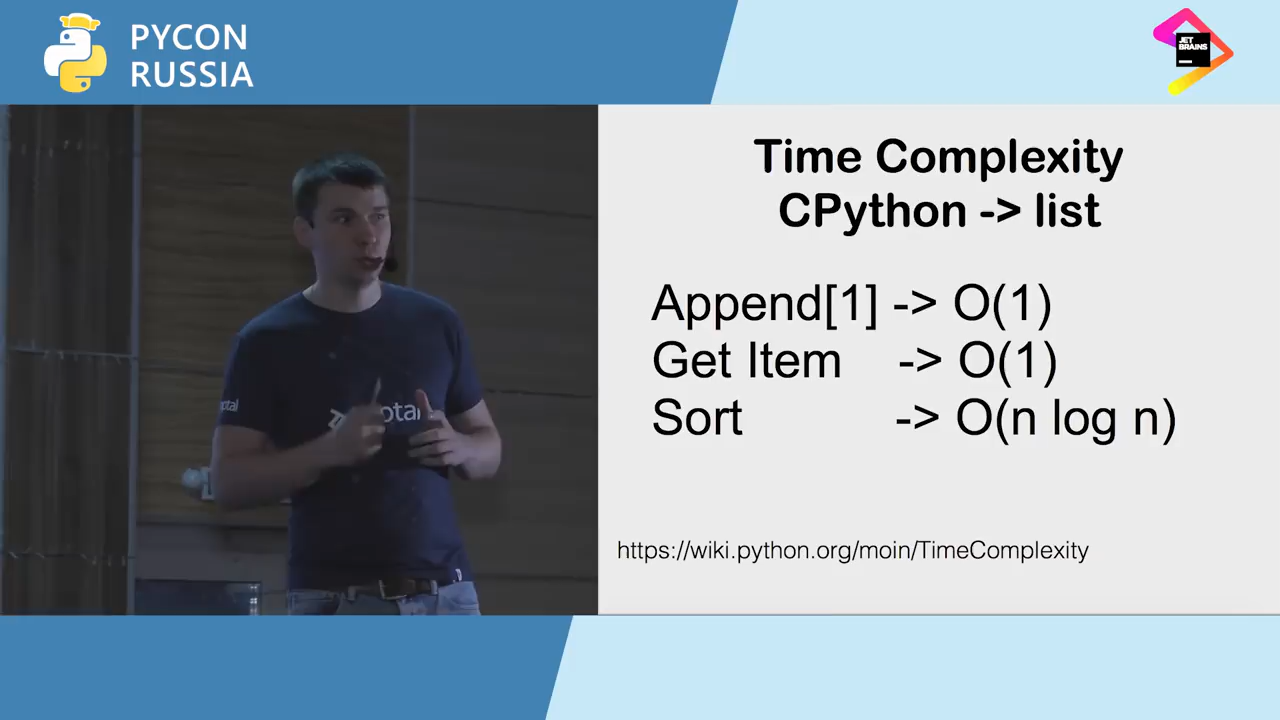 PYCON
RUSSIA
JET
BRAINS
Time Complexity
CPython -> list
Append[1] -> O(1)
Get Item -> O(1)
Sort -> O(n log n)
https://wiki.python.org/moin/TimeComplexity